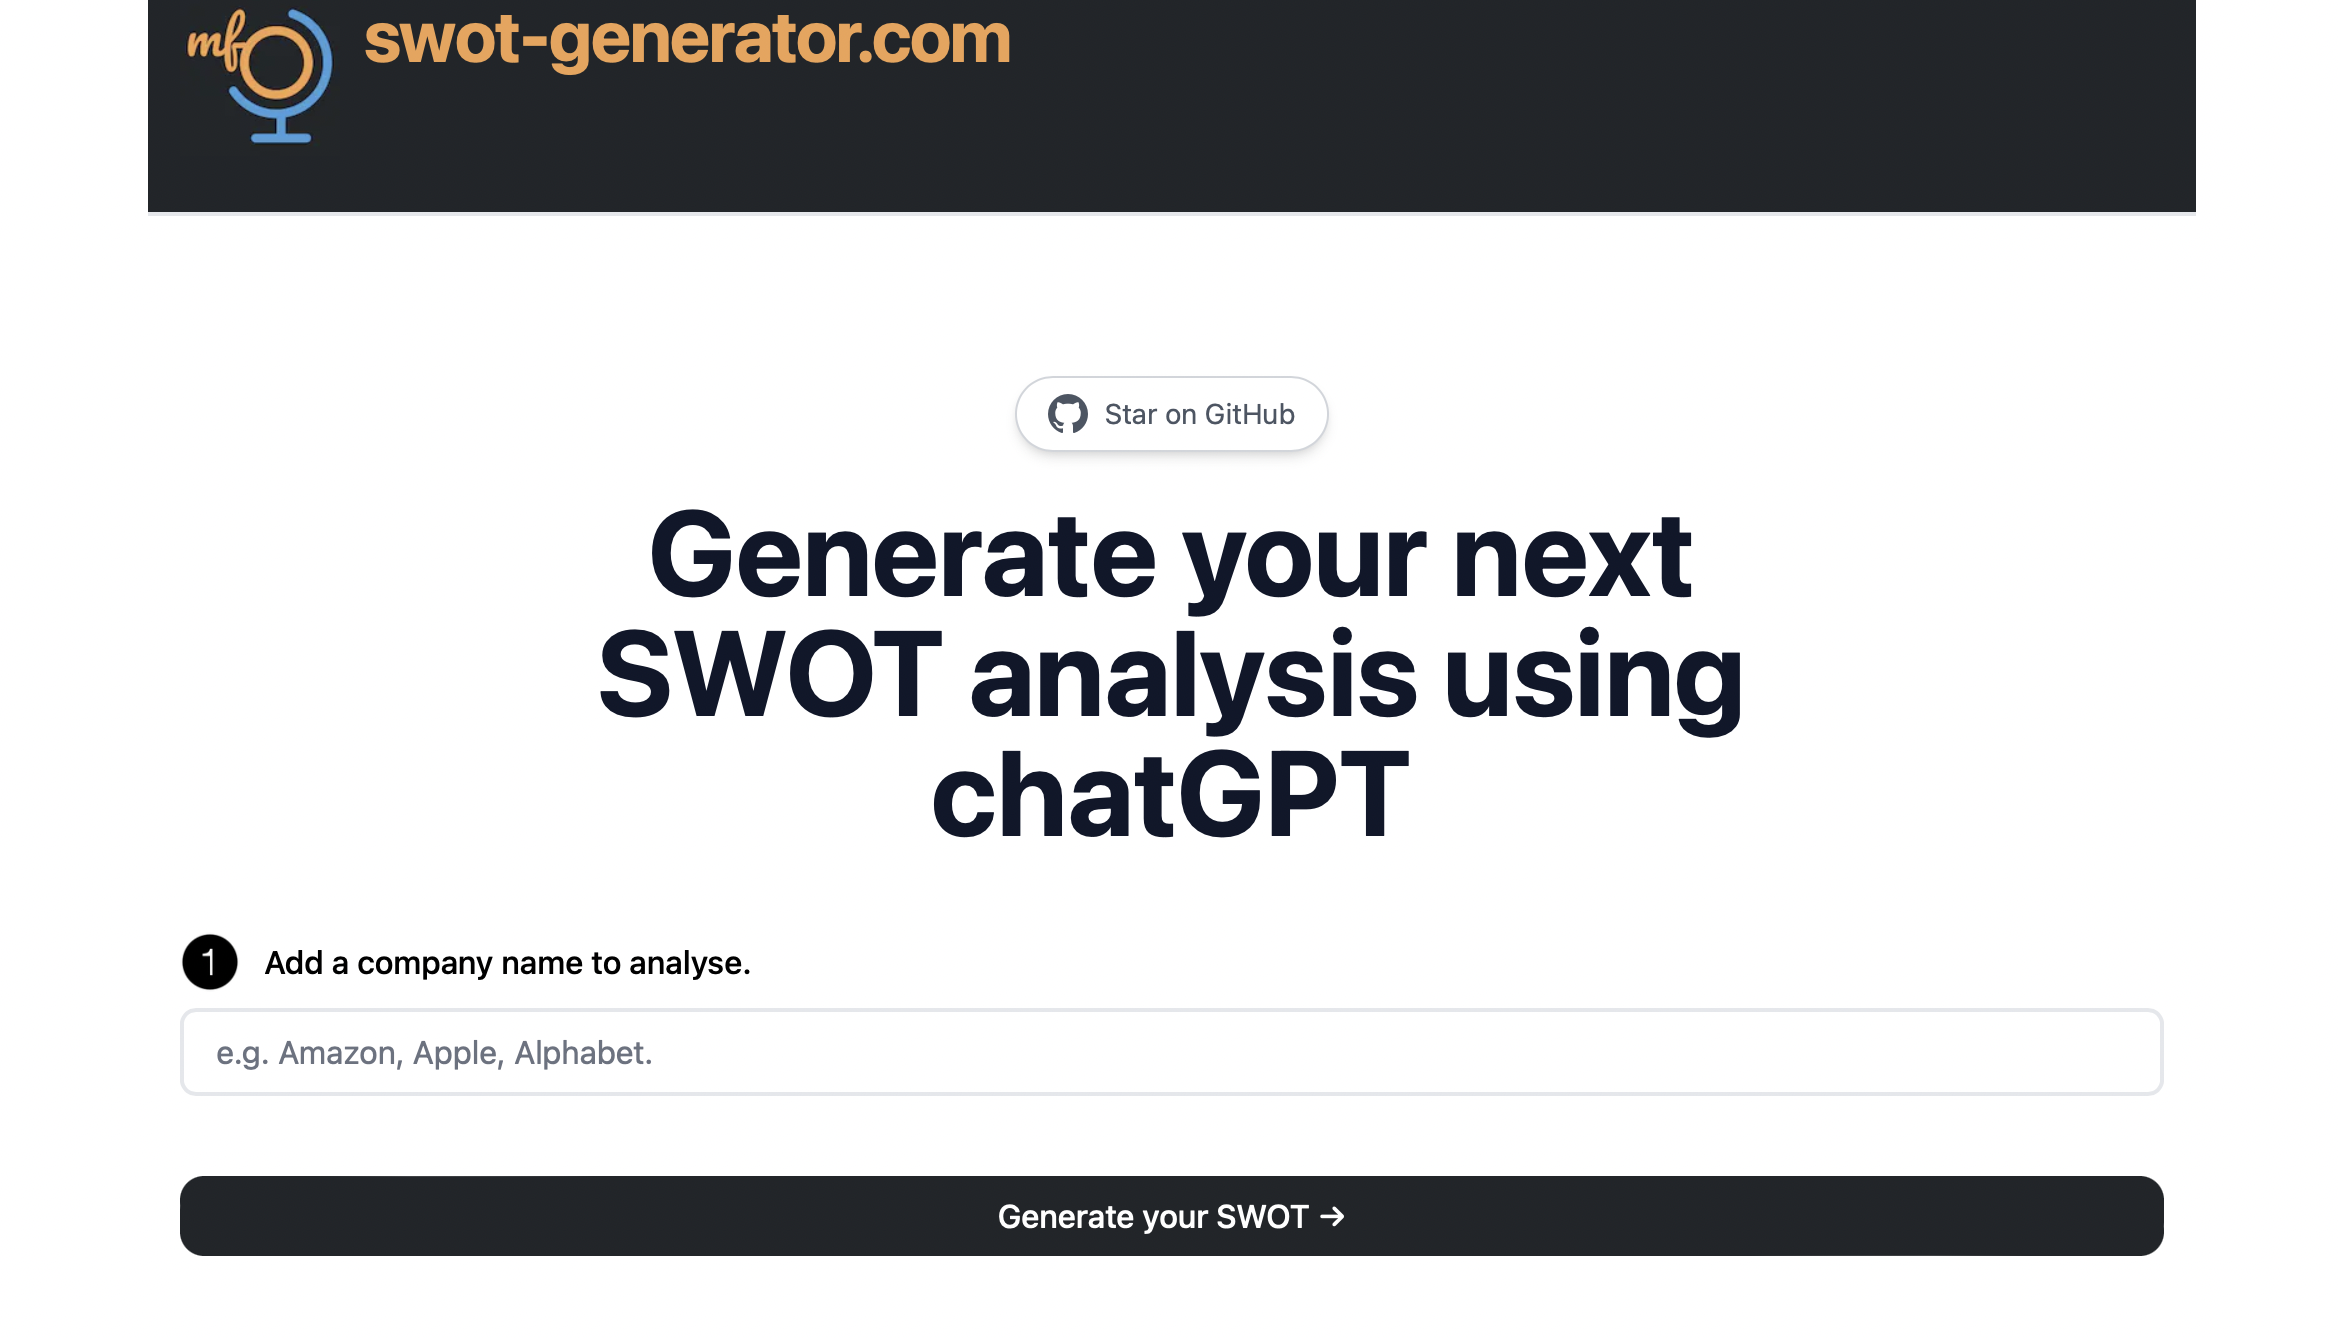 mf
swot-generator.com
Star on GitHub
Generate your next
SWOT analysis using
chatGPT
1 Add a company name to analyse.
e.g. Amazon, Apple, Alphabet.
Generate your SWOT →